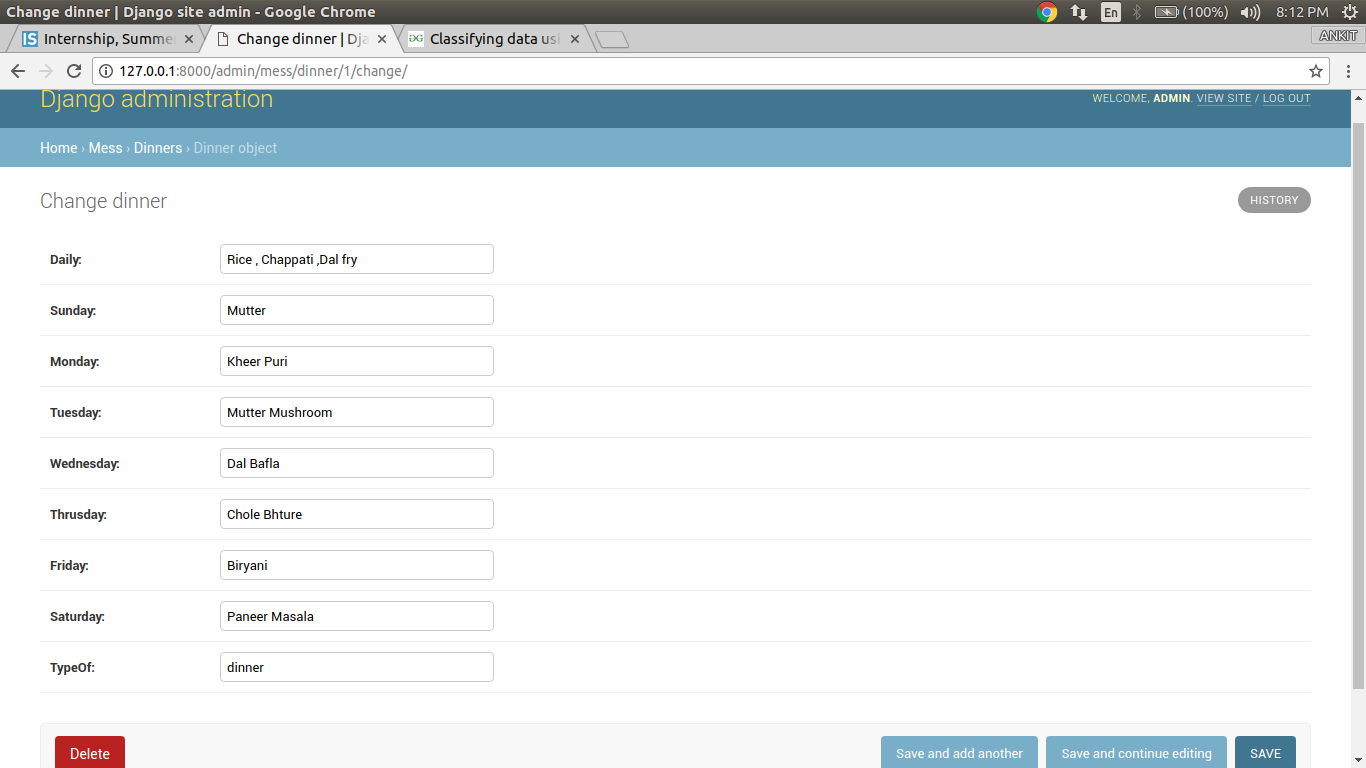 Change dinner | Django site admin - Google Chrome
En
(100%)
8:12 PM
Internship, Summe
Change dinner | Dja
Classifying data usi
ANKIT
127.0.0.1:8000/admin/mess/dinner/1/change/
Django administration
WELCOME, ADMIN. VIEW SITE / LOG OUT
Home › Mess › Dinners › Dinner object
Change dinner
HISTORY
Daily: Rice , Chappati ,Dal fry
Sunday: Mutter
Monday: Kheer Puri
Tuesday: Mutter Mushroom
Wednesday: Dal Bafla
Thrusday: Chole Bhture
Friday: Biryani
Saturday: Paneer Masala
TypeOf: dinner
Delete
Save and add another
Save and continue editing
SAVE